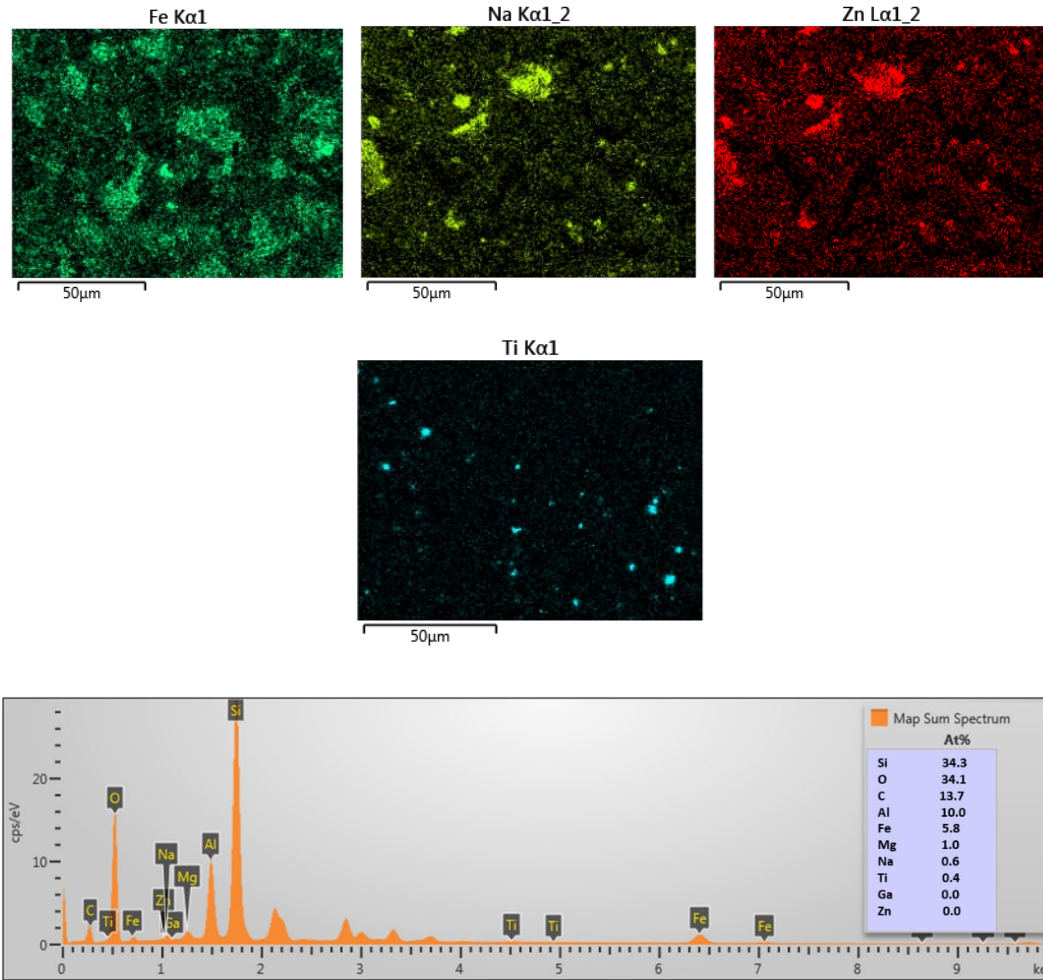 Fe Kα1
Na Kα1_2
Zn Lα1_2
50µm
50µm
50µm
Ti Kα1
50µm
Map Sum Spectrum
At%
Si 34.3
O 34.1
C 13.7
Al 10.0
Fe 5.8
Mg 1.0
Na 0.6
Ti 0.4
Ga 0.0
Zn 0.0
cps/eV
20
10
0
Si
O
Al
Na
Mg
Zn
C
Ti
Fe
Ga
Ti
Ti
Fe
Fe
0 1 2 3 4 5 6 7 8 9